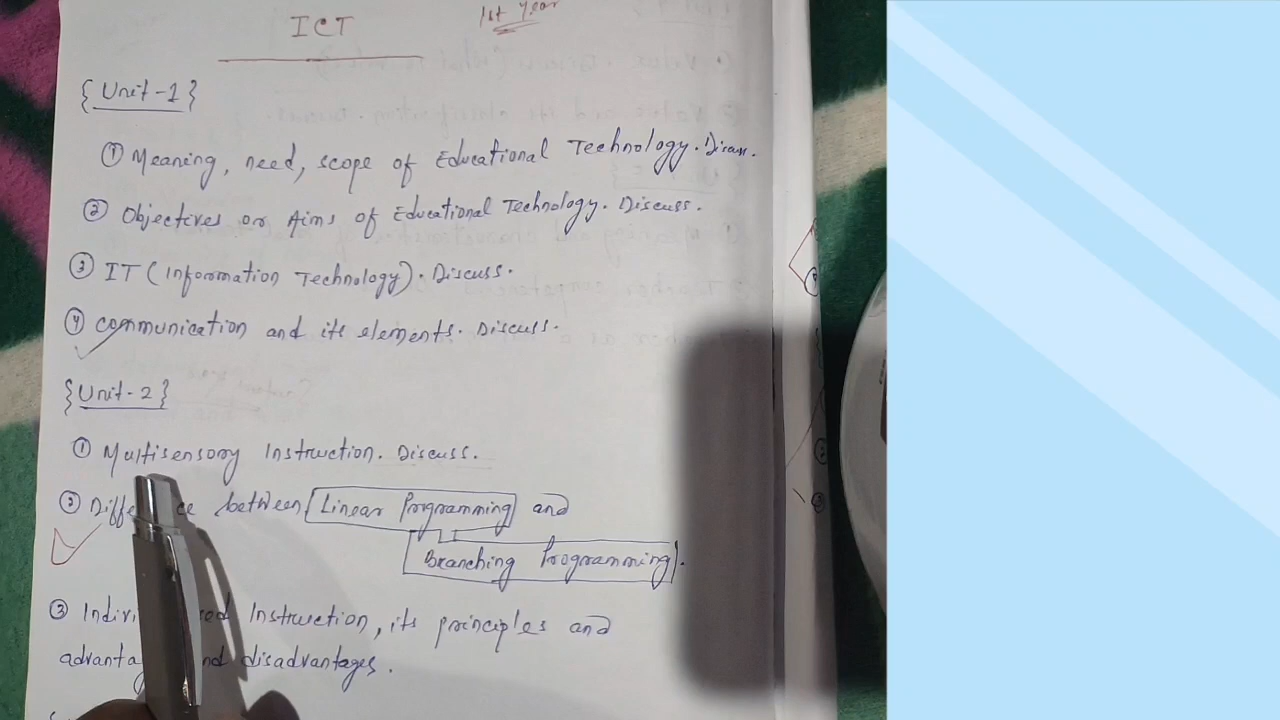 ICT
1st Year
{Unit-1}
① Meaning, need, scope of Educational Technology. Discuss.
② Objectives or Aims of Educational Technology. Discuss.
③ IT (Information Technology). Discuss.
④ communication and its elements. Discuss.
{Unit-2}
① Multisensory Instruction. Discuss.
② between Linear Programming and
Branching Programming.
③ Instruction, its principles and
disadvantages.